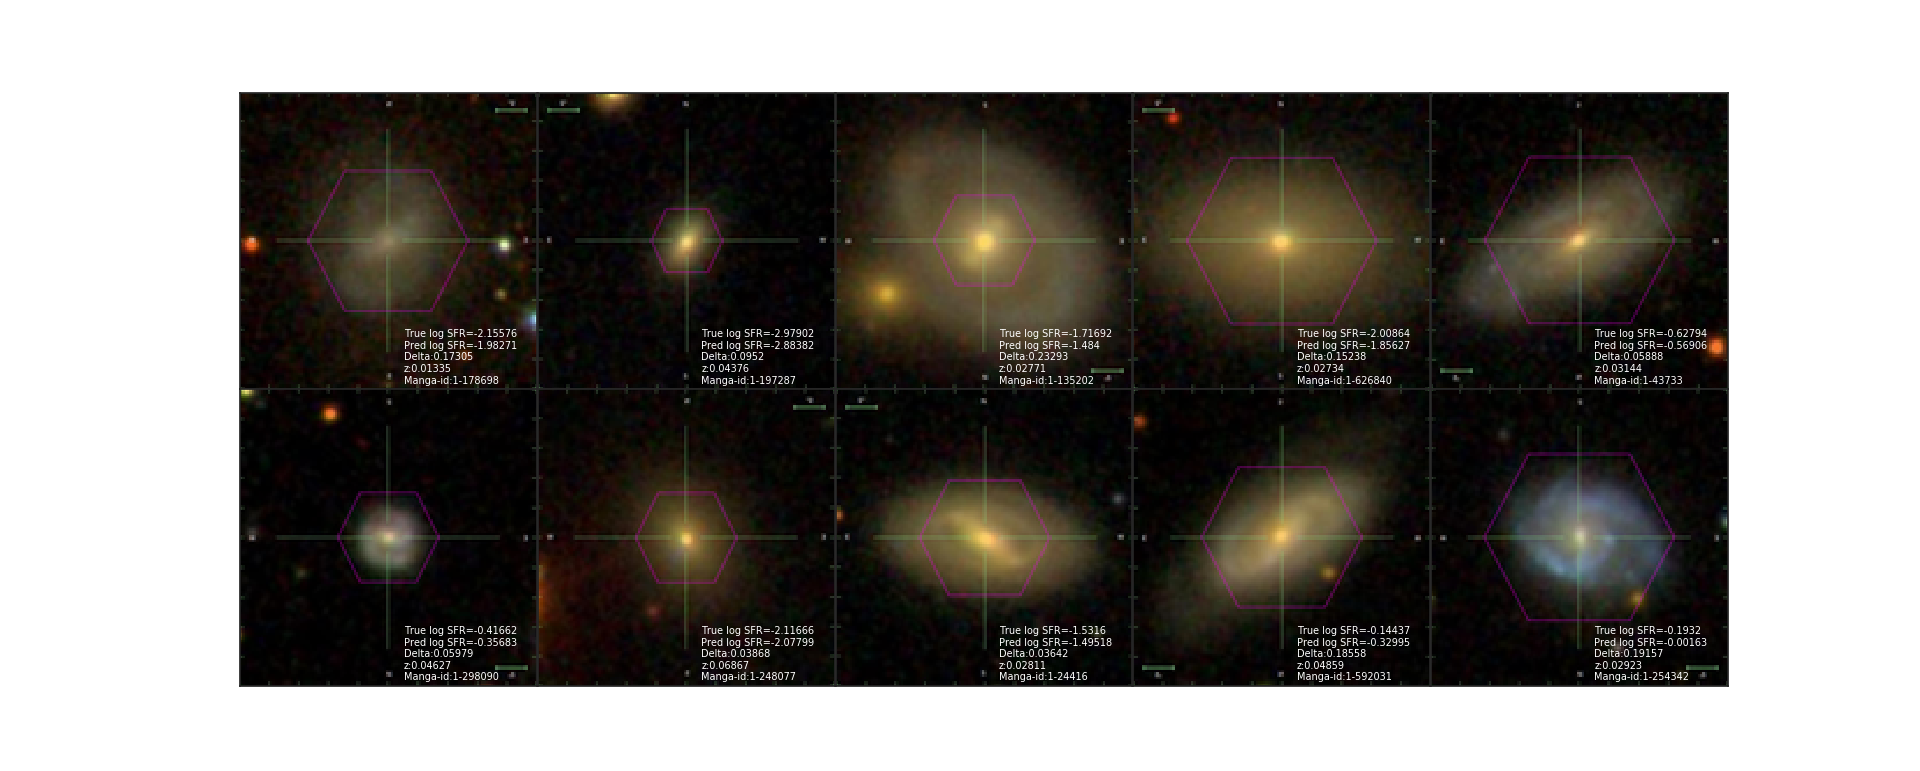 True log SFR=-2.15576
Pred log SFR=-1.98271
Delta:0.17305
z:0.01335
Manga-id:1-178698
True log SFR=-2.97902
Pred log SFR=-2.88382
Delta:0.0952
z:0.04376
Manga-id:1-197287
True log SFR=-1.71692
Pred log SFR=-1.484
Delta:0.23293
z:0.02771
Manga-id:1-135202
True log SFR=-2.00864
Pred log SFR=-1.85627
Delta:0.15238
z:0.02734
Manga-id:1-626840
True log SFR=-0.62794
Pred log SFR=-0.56906
Delta:0.05888
z:0.03144
Manga-id:1-43733
True log SFR=-0.41662
Pred log SFR=-0.35683
Delta:0.05979
z:0.04627
Manga-id:1-298090
True log SFR=-2.11666
Pred log SFR=-2.07799
Delta:0.03868
z:0.06867
Manga-id:1-248077
True log SFR=-1.5316
Pred log SFR=-1.49518
Delta:0.03642
z:0.02811
Manga-id:1-24416
True log SFR=-0.14437
Pred log SFR=-0.32995
Delta:0.18558
z:0.04859
Manga-id:1-592031
True log SFR=-0.1932
Pred log SFR=-0.00163
Delta:0.19157
z:0.02923
Manga-id:1-254342